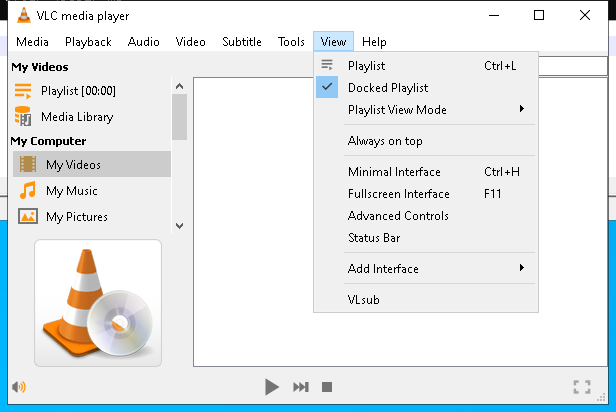 VLC media player
Media Playback Audio Video Subtitle Tools View Help
My Videos
Playlist [00:00]
Media Library
My Computer
My Videos
My Music
My Pictures
Playlist Ctrl+L
Docked Playlist
Playlist View Mode
Always on top
Minimal Interface Ctrl+H
Fullscreen Interface F11
Advanced Controls
Status Bar
Add Interface
VLsub